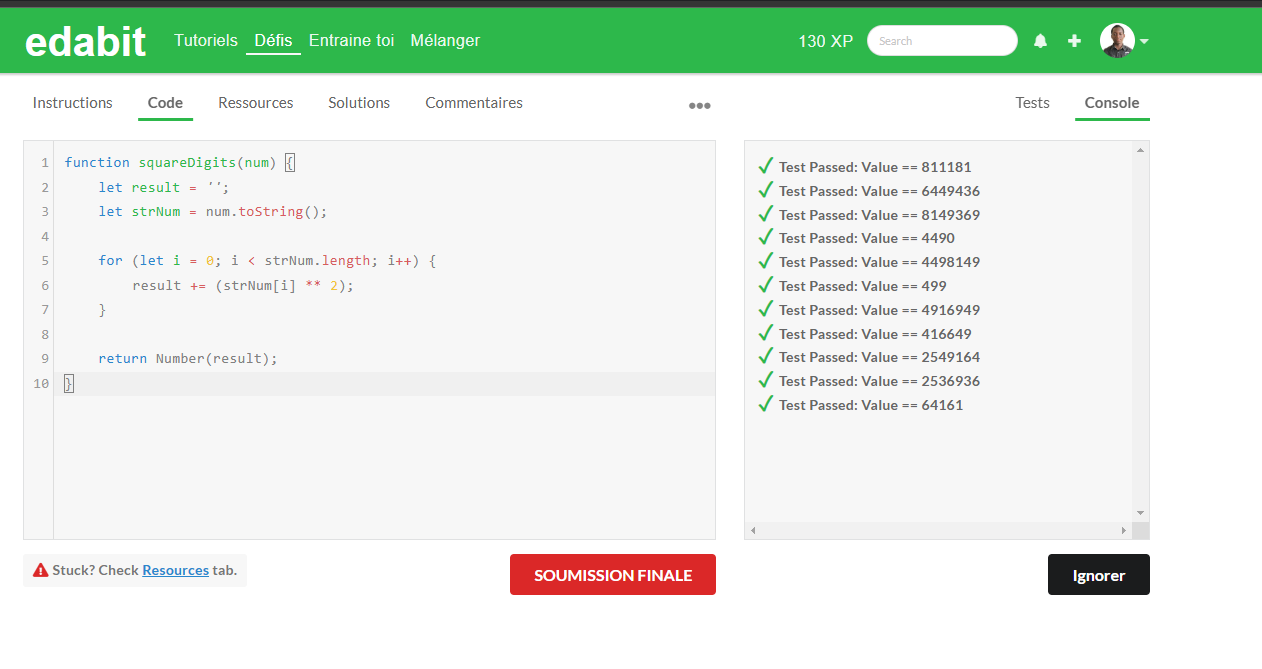 edabit Tutoriels Défis Entraine toi Mélanger 130 XP Search
Instructions Code Ressources Solutions Commentaires ••• Tests Console
1 function squareDigits(num) {
2 let result = '';
3 let strNum = num.toString();
4
5 for (let i = 0; i < strNum.length; i++) {
6 result += (strNum[i] ** 2);
7 }
8
9 return Number(result);
10 }
Test Passed: Value == 811181
Test Passed: Value == 6449436
Test Passed: Value == 8149369
Test Passed: Value == 4490
Test Passed: Value == 4498149
Test Passed: Value == 499
Test Passed: Value == 4916949
Test Passed: Value == 416649
Test Passed: Value == 2549164
Test Passed: Value == 2536936
Test Passed: Value == 64161
Stuck? Check Resources tab. SOUMISSION FINALE Ignorer